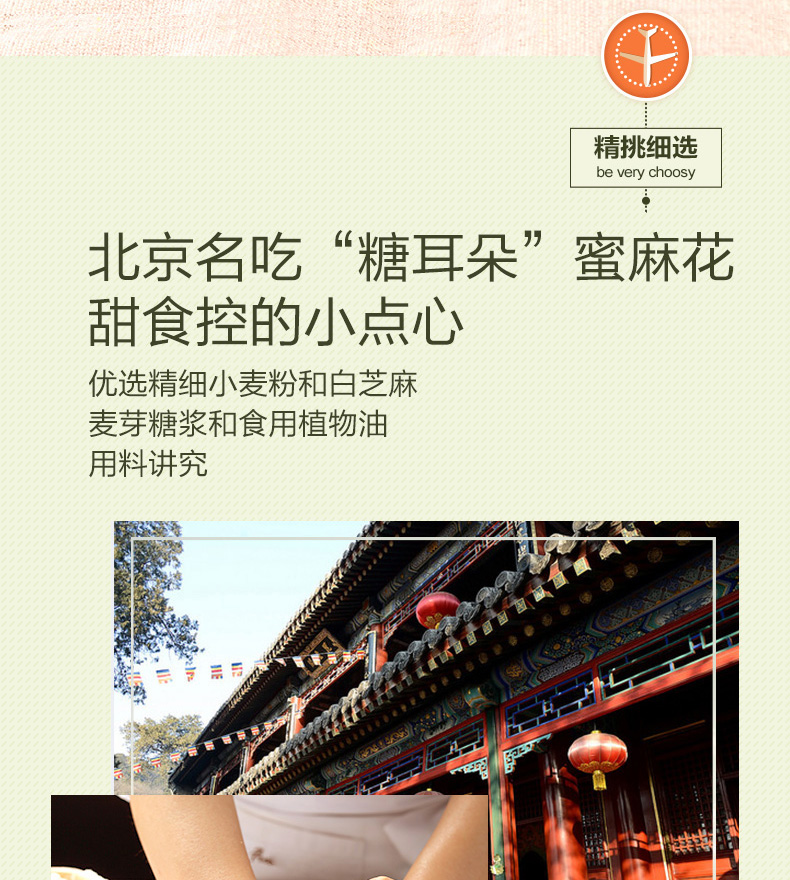 精挑细选
be very choosy
北京名吃“糖耳朵”蜜麻花
甜食控的小点心
优选精细小麦粉和白芝麻
麦芽糖浆和食用植物油
用料讲究